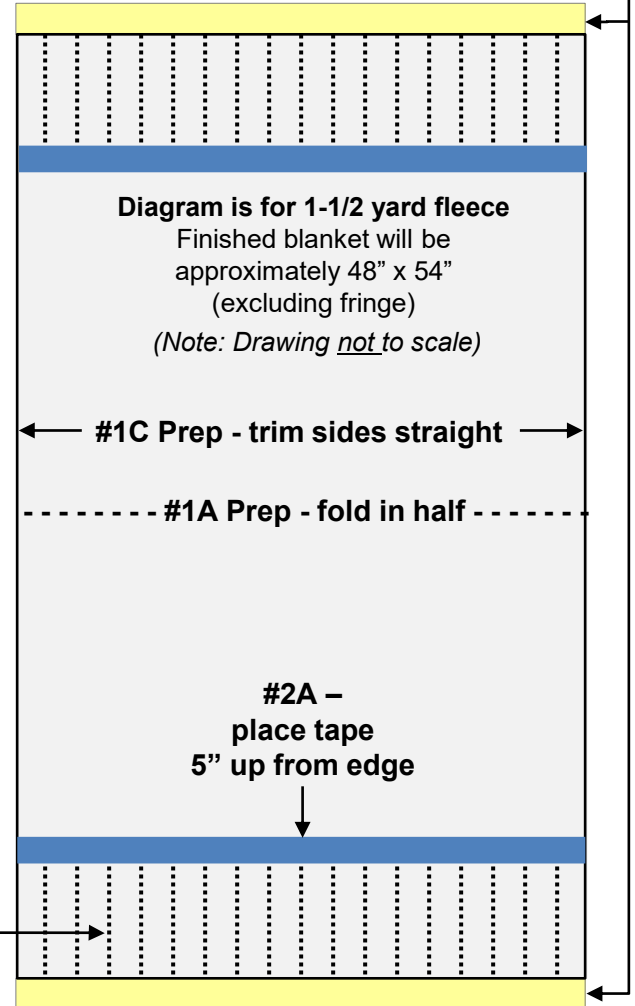 Diagram is for 1-1/2 yard fleece
Finished blanket will be
approximately 48” x 54”
(excluding fringe)
(Note: Drawing not to scale)
#1C Prep - trim sides straight
#1A Prep - fold in half
#2A –
place tape
5” up from edge